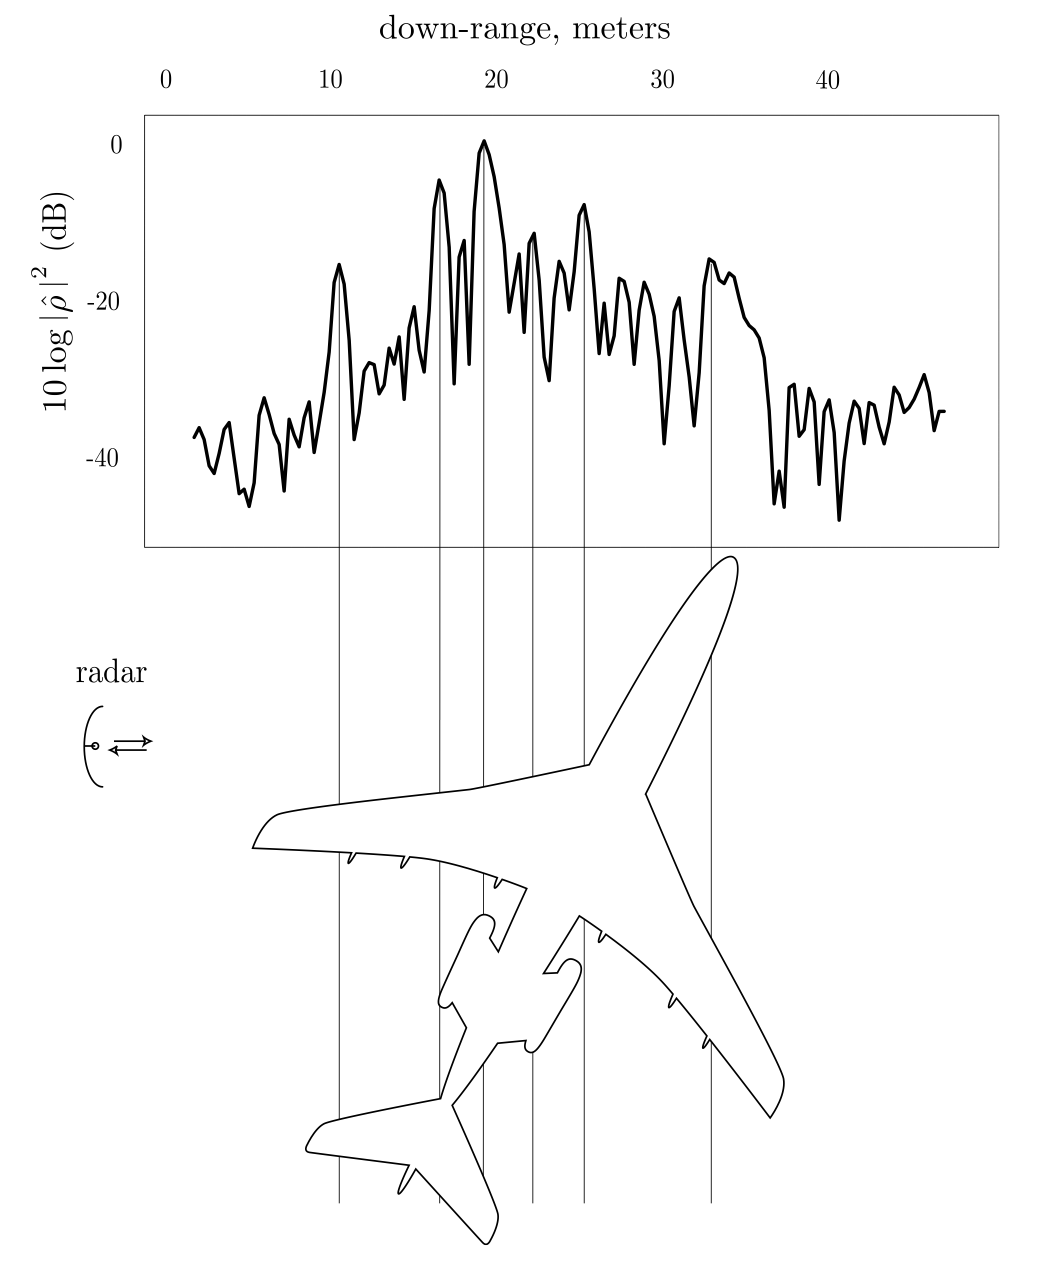 down-range, meters
0 10 20 30 40
0
-20
-40
10 log |ρ̂|² (dB)
radar